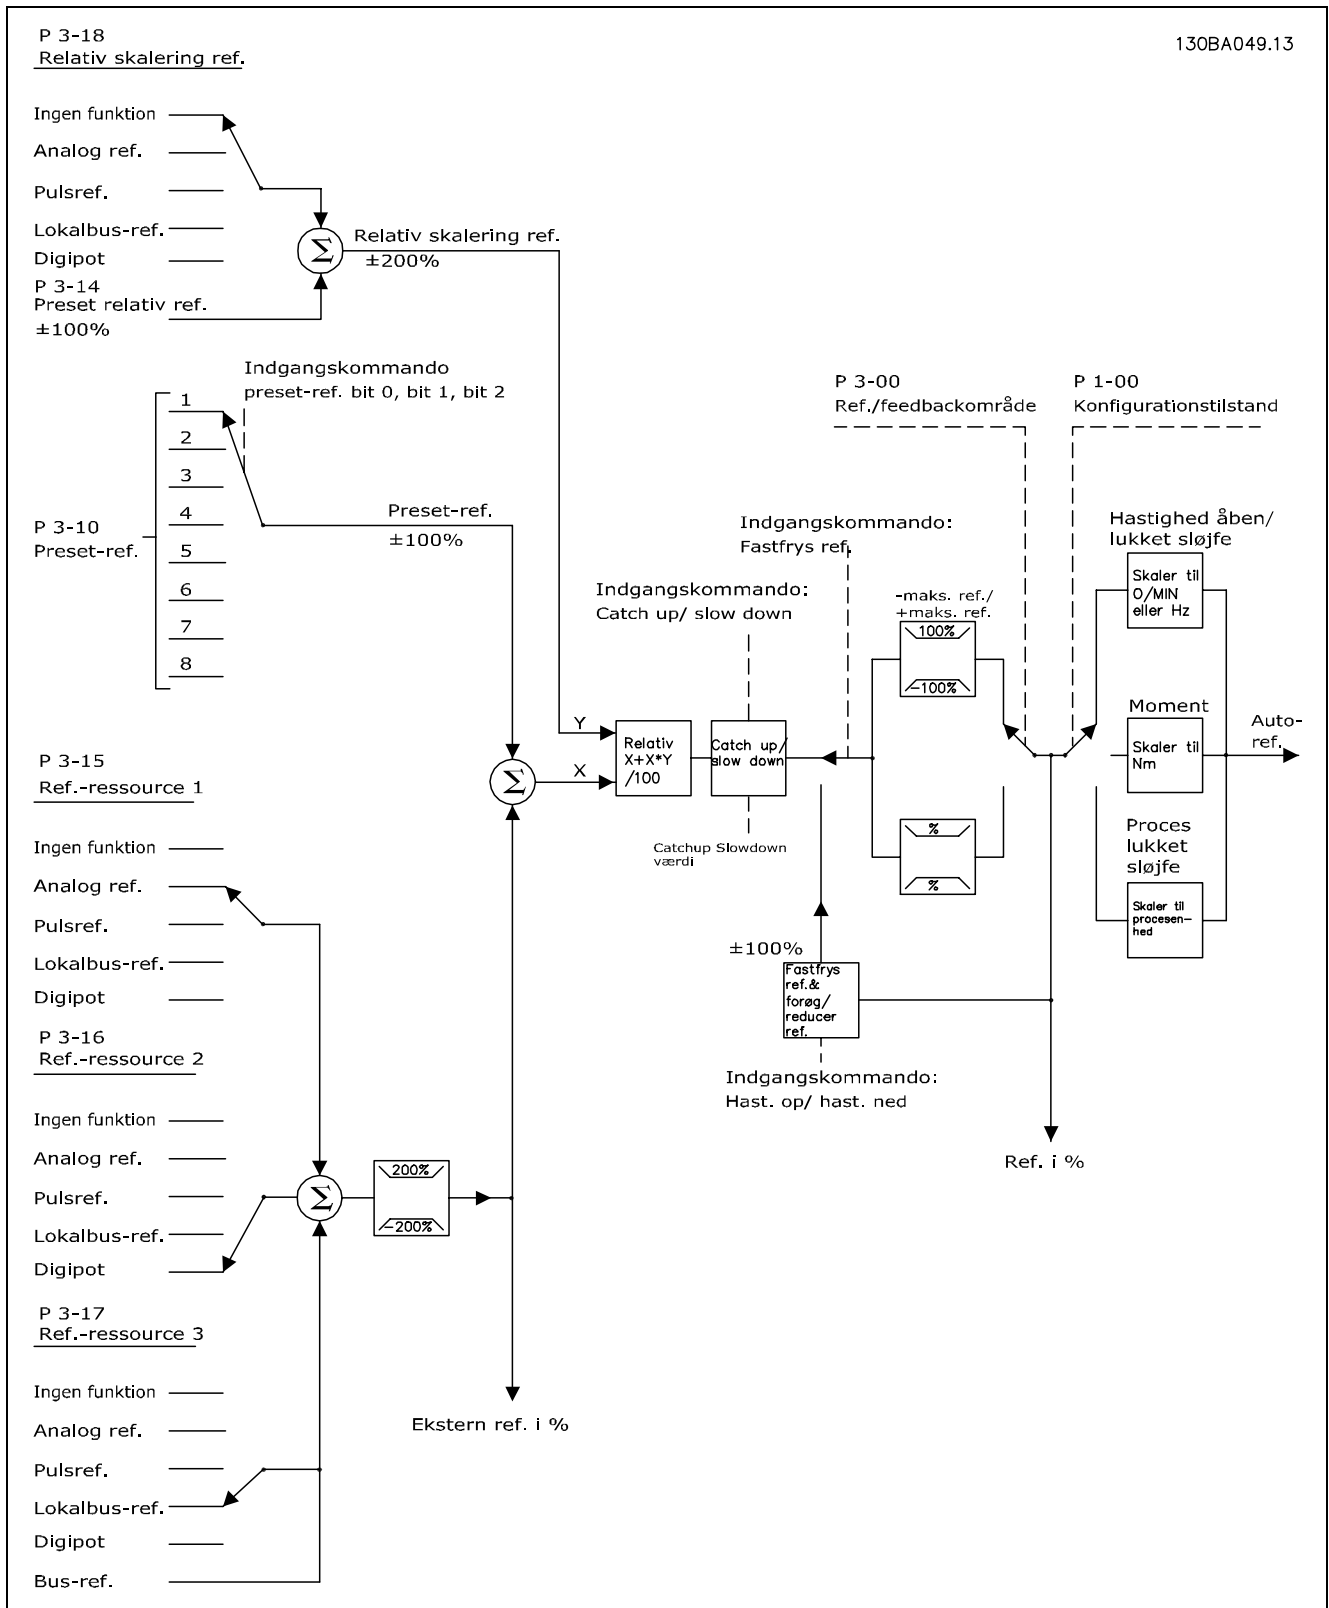 P 3-18
Relativ skalering ref.
130BA049.13
Ingen funktion
Analog ref.
Pulsref.
Lokalbus-ref.
Digipot
P 3-14
Preset relativ ref.
±100%
Σ
Relativ skalering ref.
±200%
Indgangskommando
preset-ref. bit 0, bit 1, bit 2
P 3-10
Preset-ref.
1
2
3
4
5
6
7
8
Preset-ref.
±100%
P 3-15
Ref.-ressource 1
Ingen funktion
Analog ref.
Pulsref.
Lokalbus-ref.
Digipot
P 3-16
Ref.-ressource 2
Ingen funktion
Analog ref.
Pulsref.
Lokalbus-ref.
Digipot
P 3-17
Ref.-ressource 3
Ingen funktion
Analog ref.
Pulsref.
Lokalbus-ref.
Digipot
Bus-ref.
Σ
200%
-200%
Ekstern ref. i %
Σ
Y
X
Relativ
X+X*Y
/100
Indgangskommando:
Catch up/ slow down
Catch up/
slow down
Catchup Slowdown
værdi
Indgangskommando:
Fastfrys ref.
-maks. ref./
+maks. ref.
100%
-100%
%
%
±100%
Fastfrys
ref.&
forøg/
reducer
ref.
Indgangskommando:
Hast. op/ hast. ned
P 3-00
Ref./feedbackområde
P 1-00
Konfigurationstilstand
Ref. i %
Hastighed åben/
lukket sløjfe
Skaler til
O/MIN
eller Hz
Moment
Skaler til
Nm
Proces
lukket
sløjfe
Skaler til
procesen-
hed
Auto-
ref.